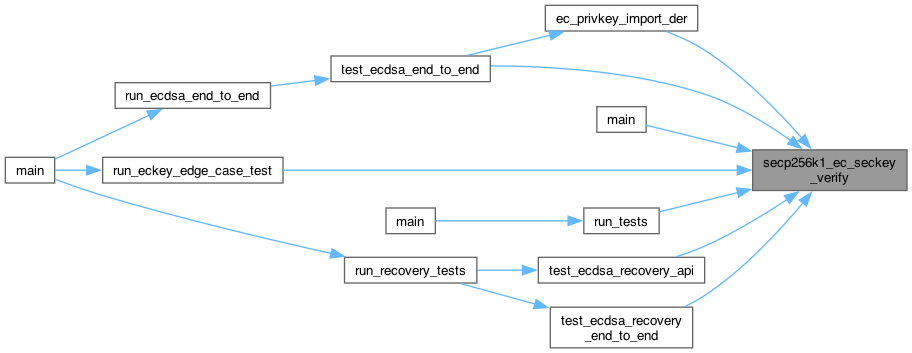 ec_privkey_import_der
test_ecdsa_end_to_end
run_ecdsa_end_to_end
main
main
run_eckey_edge_case_test
secp256k1_ec_seckey
_verify
main
run_tests
run_recovery_tests
test_ecdsa_recovery_api
test_ecdsa_recovery
_end_to_end